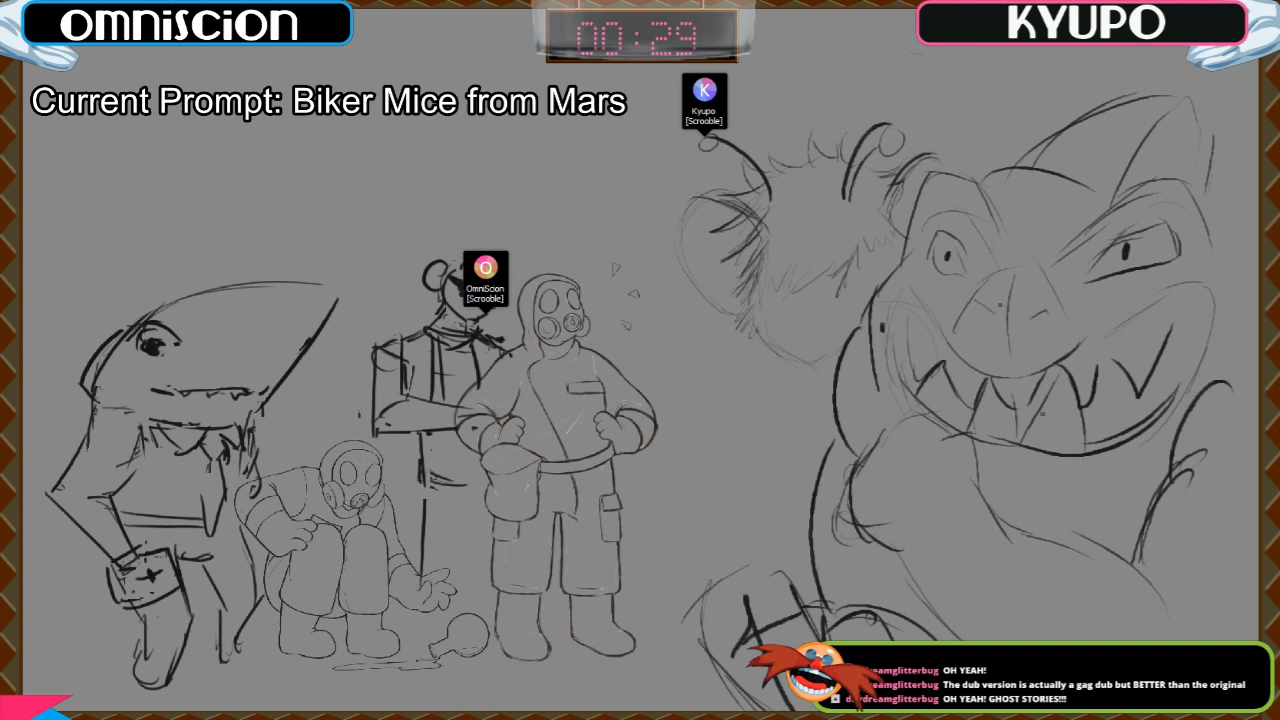 OMNISCION
00:29
KYUPO
Current Prompt: Biker Mice from Mars
K
Kyupo
[Scrooble]
O
OmniScion
[Scrooble]
OH YEAH!
The dub version is actually a gag dub but BETTER than the original
OH YEAH! GHOST STORIES!!!